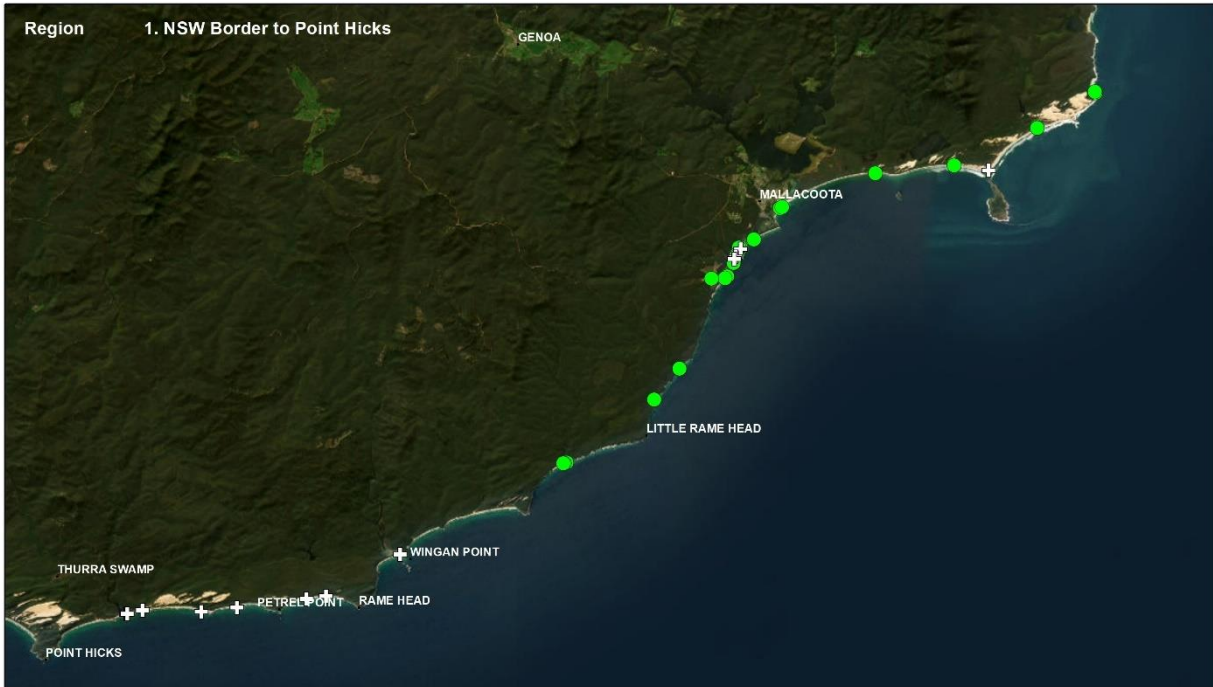 Region 1. NSW Border to Point Hicks
GENOA
MALLACOOTA
LITTLE RAME HEAD
WINGAN POINT
THURRA SWAMP
PETREL POINT
RAME HEAD
POINT HICKS